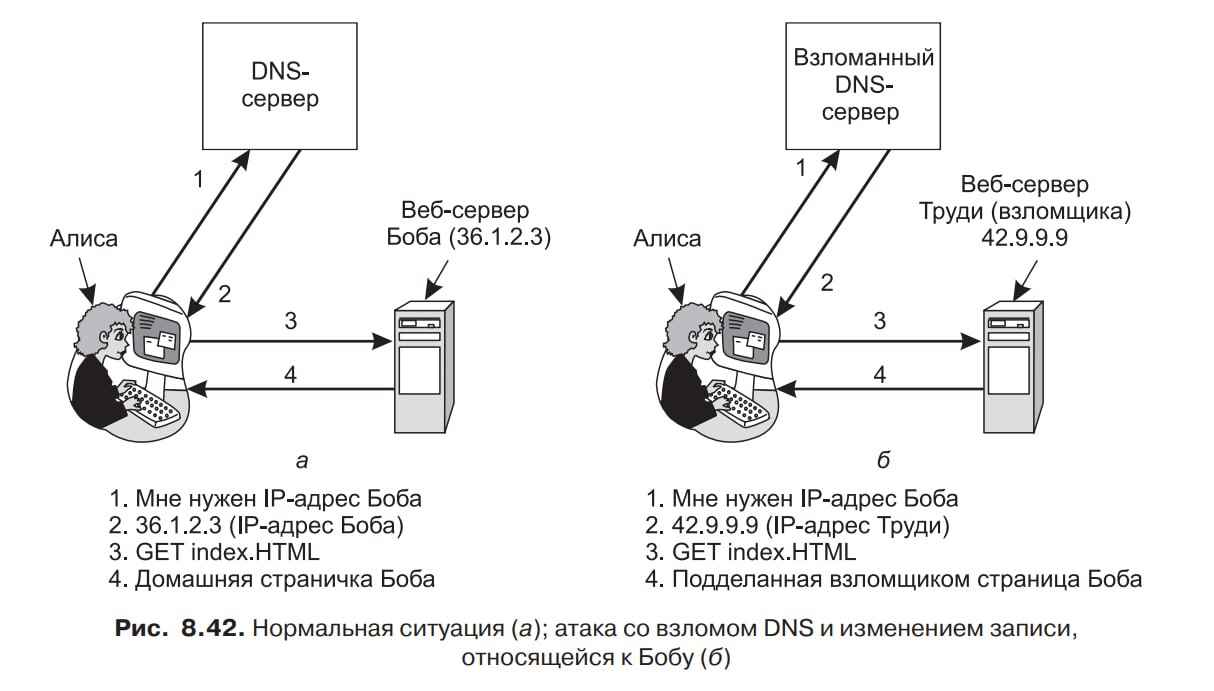 DNS-
сервер
1
2
Алиса
Веб-сервер
Боба (36.1.2.3)
3
4
а
1. Мне нужен IP-адрес Боба
2. 36.1.2.3 (IP-адрес Боба)
3. GET index.HTML
4. Домашняя страничка Боба
Взломанный
DNS-
сервер
1
2
Алиса
Веб-сервер
Труди (взломщика)
42.9.9.9
3
4
б
1. Мне нужен IP-адрес Боба
2. 42.9.9.9 (IP-адрес Труди)
3. GET index.HTML
4. Подделанная взломщиком страница Боба
Рис. 8.42. Нормальная ситуация (а); атака со взломом DNS и изменением записи,
относящейся к Бобу (б)